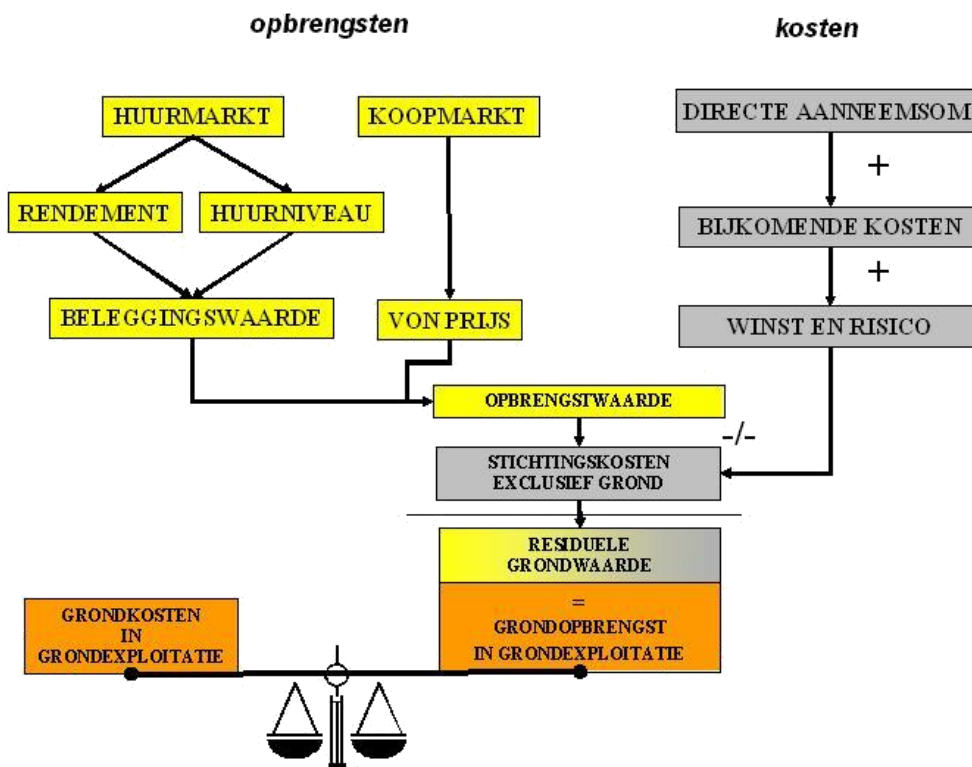 opbrengsten
kosten
HUURMARKT
KOOPMARKT
DIRECTE AANNEEMSOM
+
RENDEMENT
HUURNIVEAU
BIJKOMENDE KOSTEN
+
BELEGGINGSWAARDE
VON PRIJS
WINST EN RISICO
OPBRENGSTWAARDE
-/-
STICHTINGSKOSTEN
EXCLUSIEF GROND
RESIDUELE
GRONDWAARDE
=
GRONDOPBRENGST
IN GRONDEXPLOITATIE
GRONDKOSTEN
IN
GRONDEXPLOITATIE